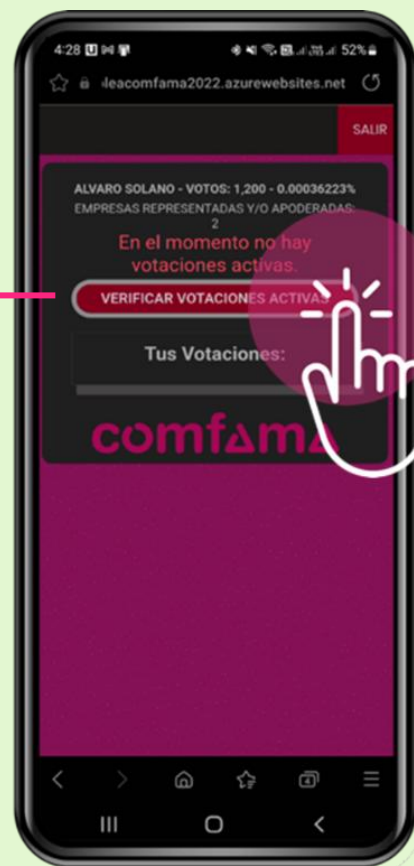 4:28
52%
leacomfama2022.azurewebsites.net
SALIR
ALVARO SOLANO - VOTOS: 1,200 - 0.00036223%
EMPRESAS REPRESENTADAS Y/O APODERADAS:
2
En el momento no hay
votaciones activas.
VERIFICAR VOTACIONES ACTIVAS
Tus Votaciones:
comfama
4